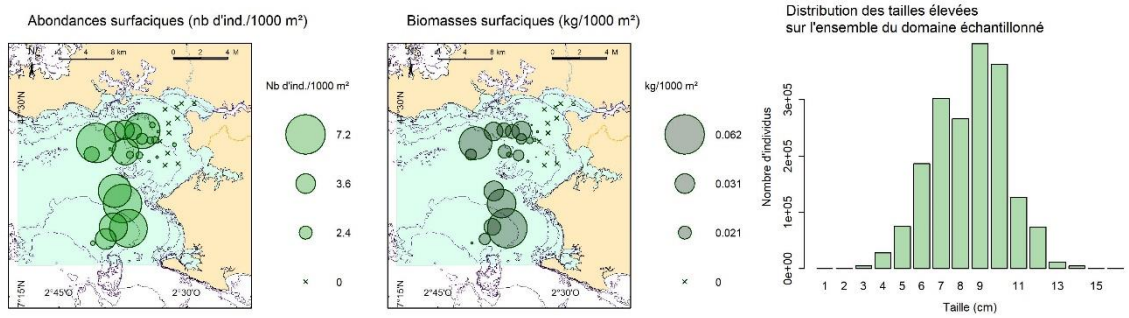 Abondances surfaciques (nb d'ind./1000 m²)
N
4
8 km
4 M
47°30'N
47°15'N
2°45'O
2°30'O
Nb d'ind./1000 m²
7.2
3.6
2.4
0
Biomasses surfaciques (kg/1000 m²)
N
4
8 km
4 M
47°30'N
47°15'N
2°45'O
2°30'O
kg/1000 m²
0.062
0.031
0.021
0
Distribution des tailles élevées
sur l'ensemble du domaine échantillonné
Nombre d'individus
3e+05
2e+05
1e+05
0e+00
1 2 3 4 5 6 7 8 9 11 13 15
Taille (cm)